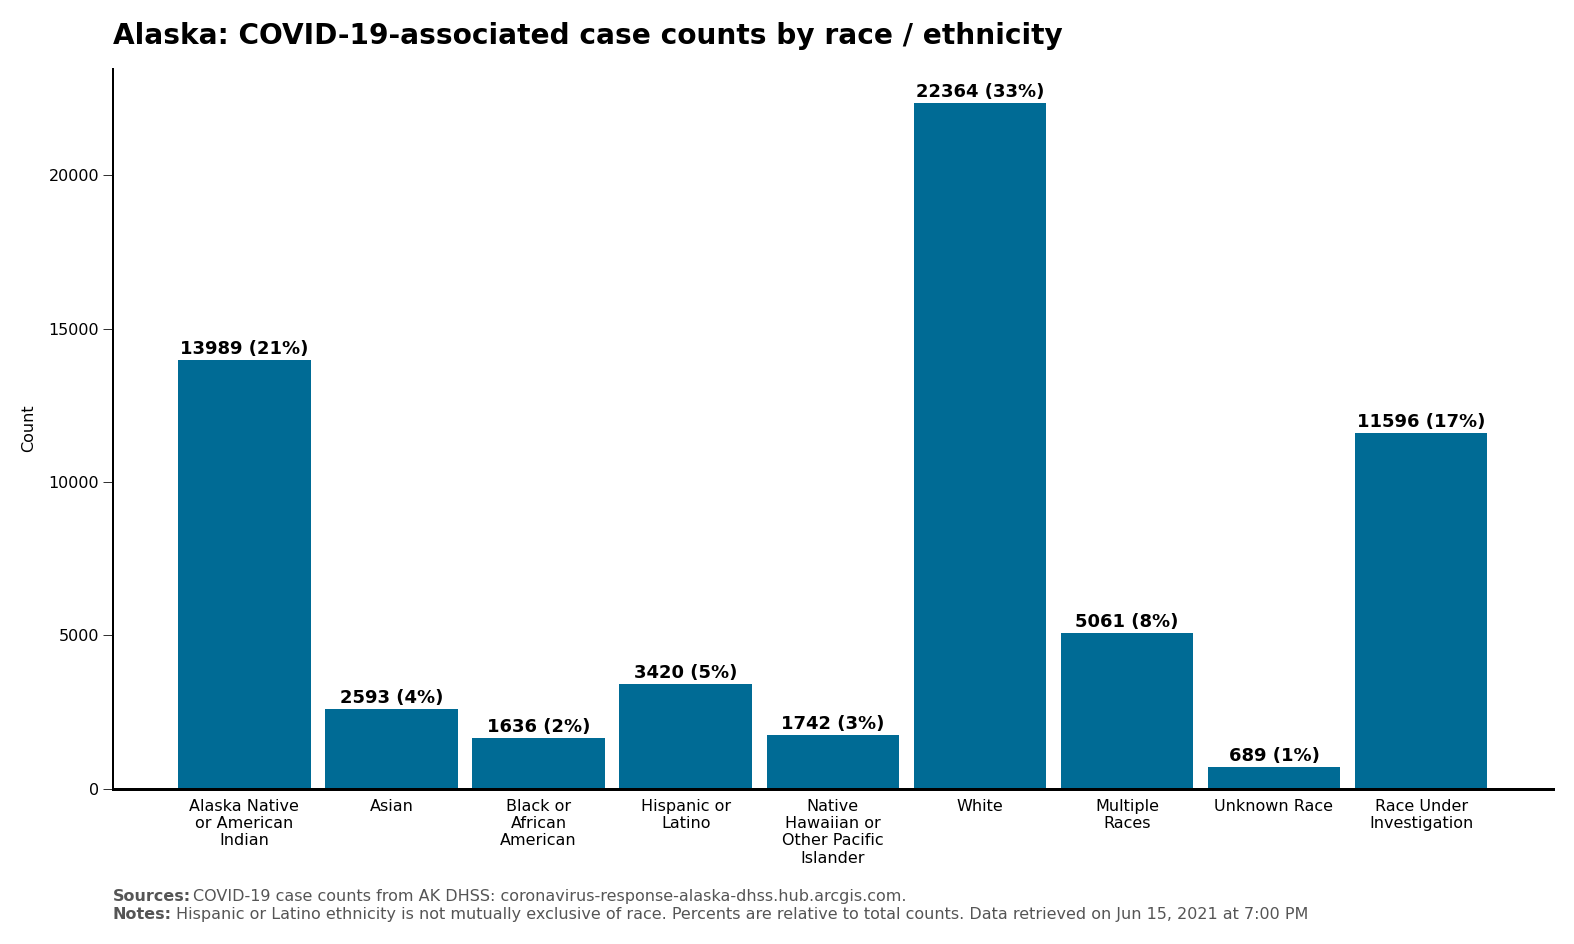 Alaska: COVID-19-associated case counts by race / ethnicity
22364 (33%)
20000
15000
13989 (21%)
11596 (17%)
Count
10000
5061 (8%)
5000
3420 (5%)
2593 (4%)
1636 (2%)
1742 (3%)
689 (1%)
0
Alaska Native
or American
Indian
Asian
Black or
African
American
Hispanic or
Latino
Native
Hawaiian or
Other Pacific
Islander
White
Multiple
Races
Unknown Race
Race Under
Investigation
Sources: COVID-19 case counts from AK DHSS: coronavirus-response-alaska-dhss.hub.arcgis.com.
Notes: Hispanic or Latino ethnicity is not mutually exclusive of race. Percents are relative to total counts. Data retrieved on Jun 15, 2021 at 7:00 PM